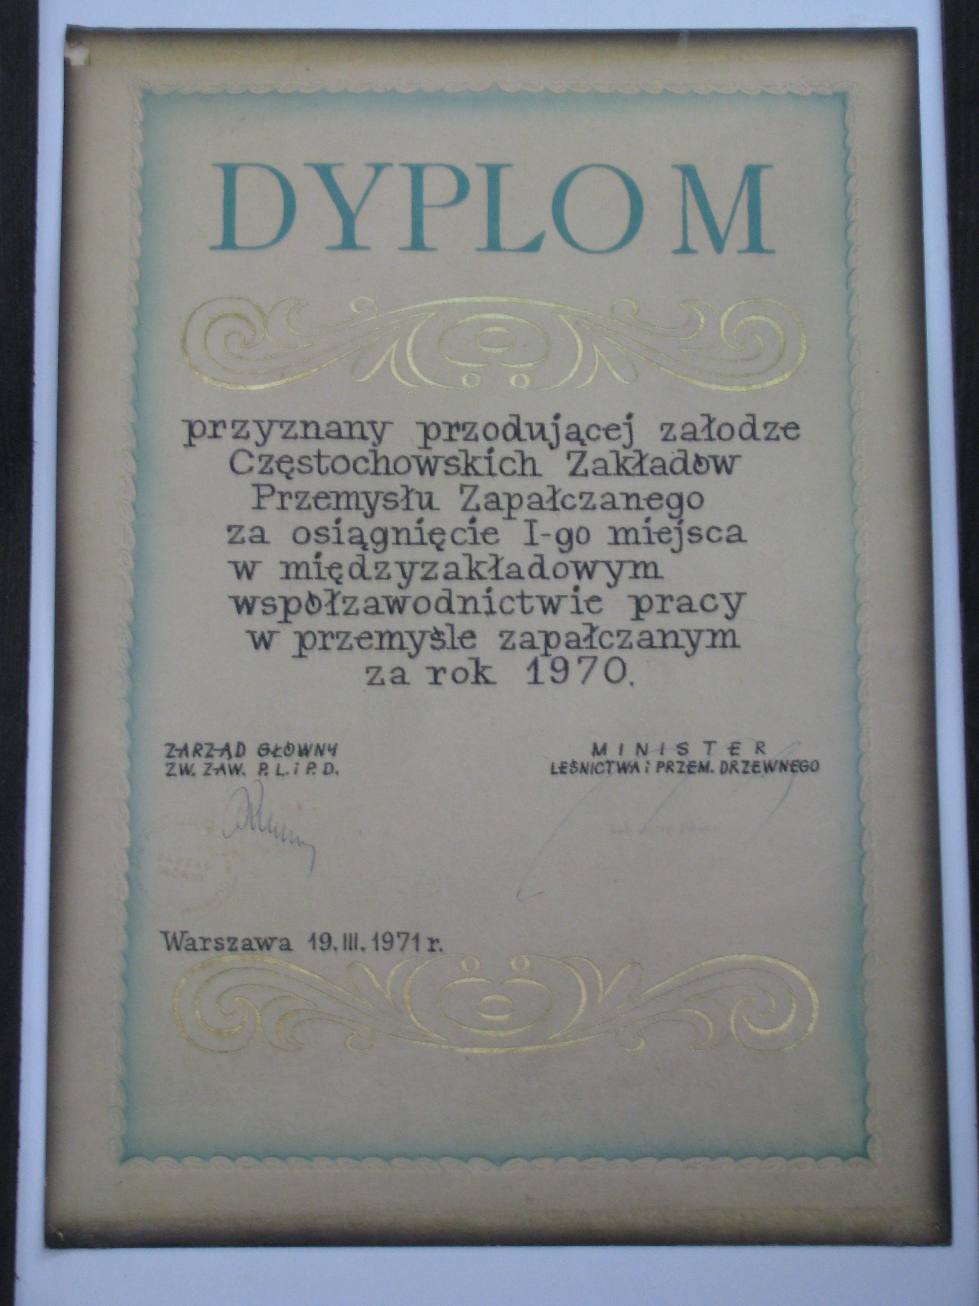 DYPLOM
przyznany przodującej załodze
Częstochowskich Zakładów
Przemysłu Zapałczanego
za osiągnięcie I-go miejsca
w międzyzakładowym
współzawodnictwie pracy
w przemyśle zapałczanym
za rok 1970.
ZARZĄD GŁÓWNY
ZW. ZAW. P. L. i P. D.
MINISTER
LEŚNICTWA i PRZEM. DRZEWNEGO
Warszawa 19.III.1971 r.